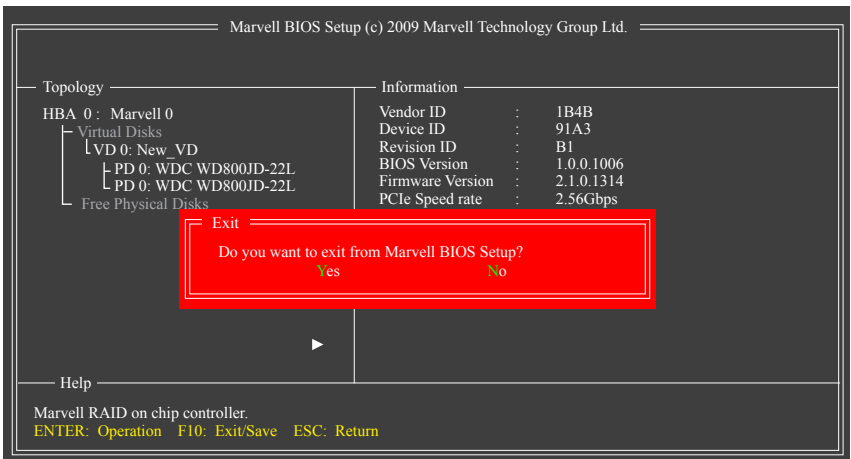 Marvell BIOS Setup (c) 2009 Marvell Technology Group Ltd.
Topology
HBA 0 : Marvell 0
Virtual Disks
VD 0: New_VD
PD 0: WDC WD800JD-22L
PD 0: WDC WD800JD-22L
Free Physical Disks
Information
Vendor ID : 1B4B
Device ID : 91A3
Revision ID : B1
BIOS Version : 1.0.0.1006
Firmware Version : 2.1.0.1314
PCIe Speed rate : 2.56Gbps
Exit
Do you want to exit from Marvell BIOS Setup?
Yes No
Help
Marvell RAID on chip controller.
ENTER: Operation F10: Exit/Save ESC: Return